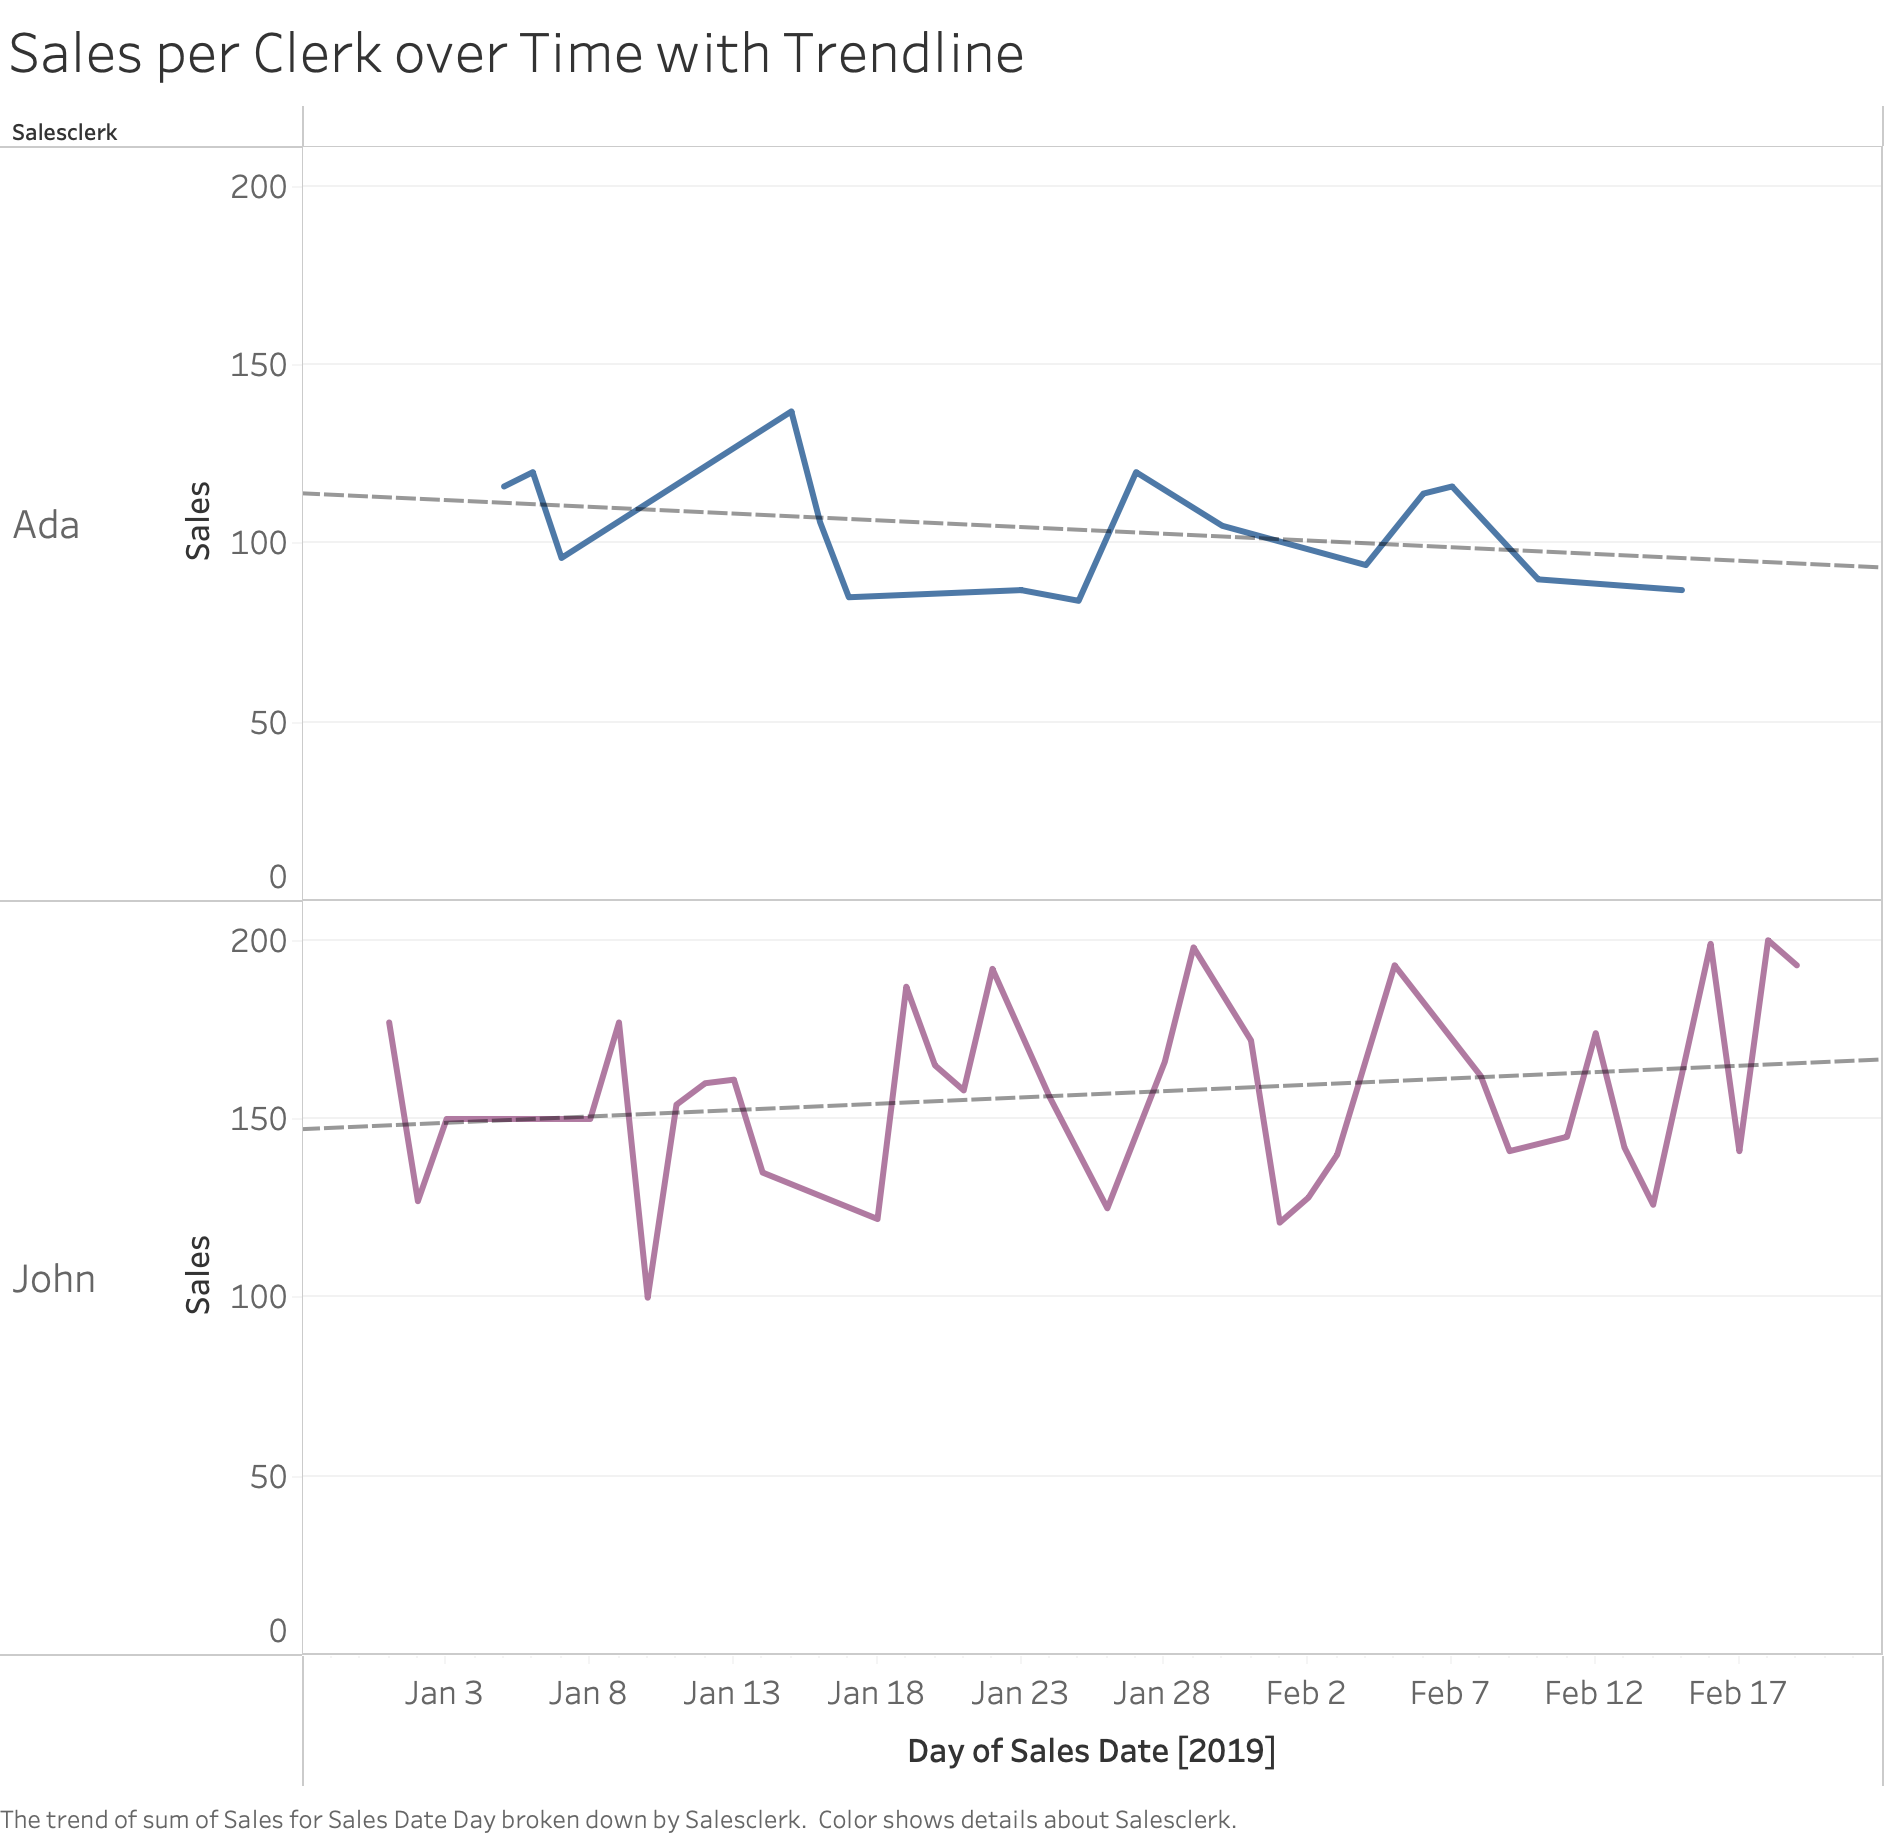 Sales per Clerk over Time with Trendline
Salesclerk
200
150
100
50
0
Sales
Ada
200
150
100
50
0
Sales
John
Jan 3 Jan 8 Jan 13 Jan 18 Jan 23 Jan 28 Feb 2 Feb 7 Feb 12 Feb 17
Day of Sales Date [2019]
The trend of sum of Sales for Sales Date Day broken down by Salesclerk.  Color shows details about Salesclerk.